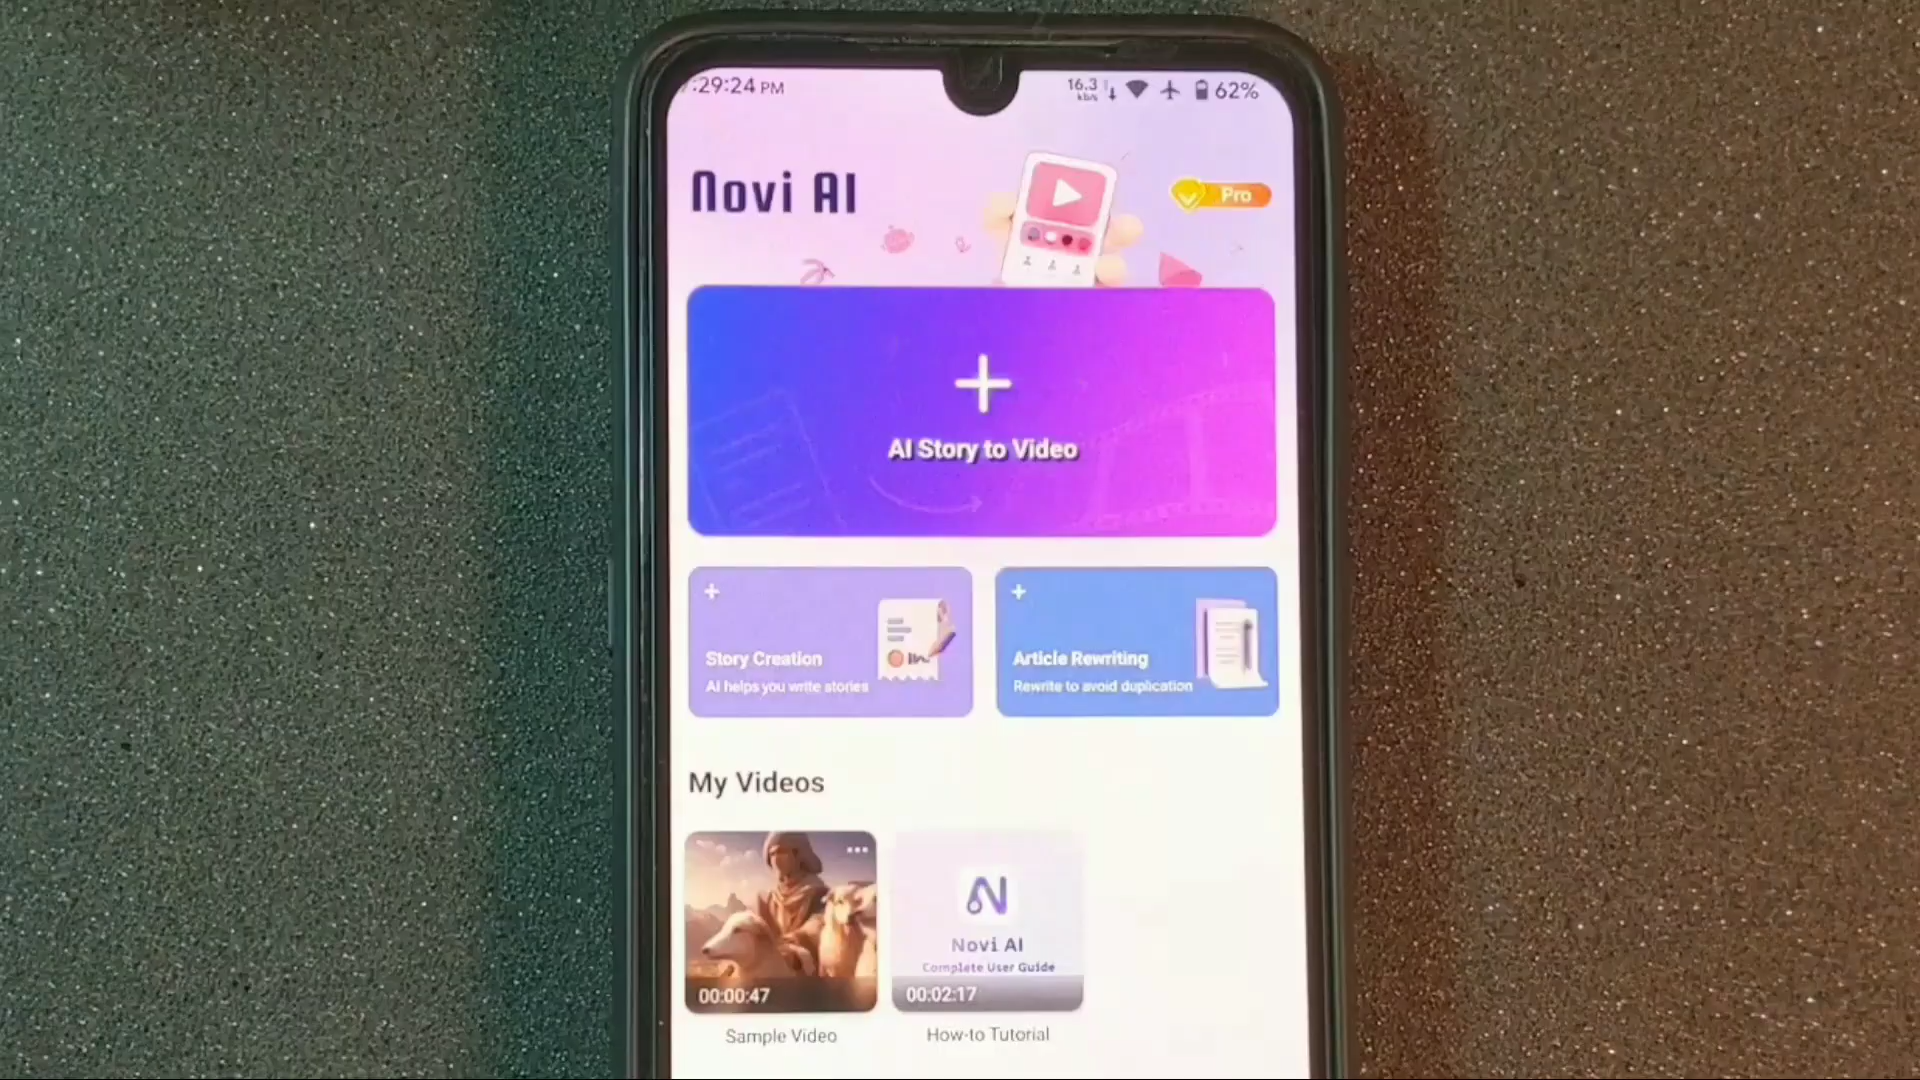 :29:24 PM
16.3
kb/s
62%
Novi AI
Pro
AI Story to Video
Story Creation
AI helps you write stories
Article Rewriting
Rewrite to avoid duplication
My Videos
00:00:47
Sample Video
Novi AI
Complete User Guide
00:02:17
How-to Tutorial